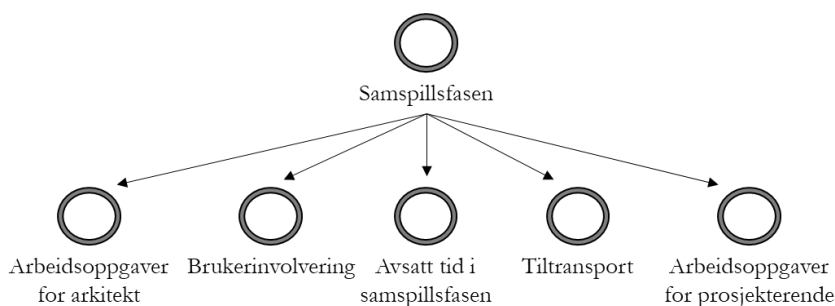 Samspillsfasen
Arbeidsoppgaver
for arkitekt
Brukerinvolvering
Avsatt tid i
samspillsfasen
Tiltransport
Arbeidsoppgaver
for prosjekterende